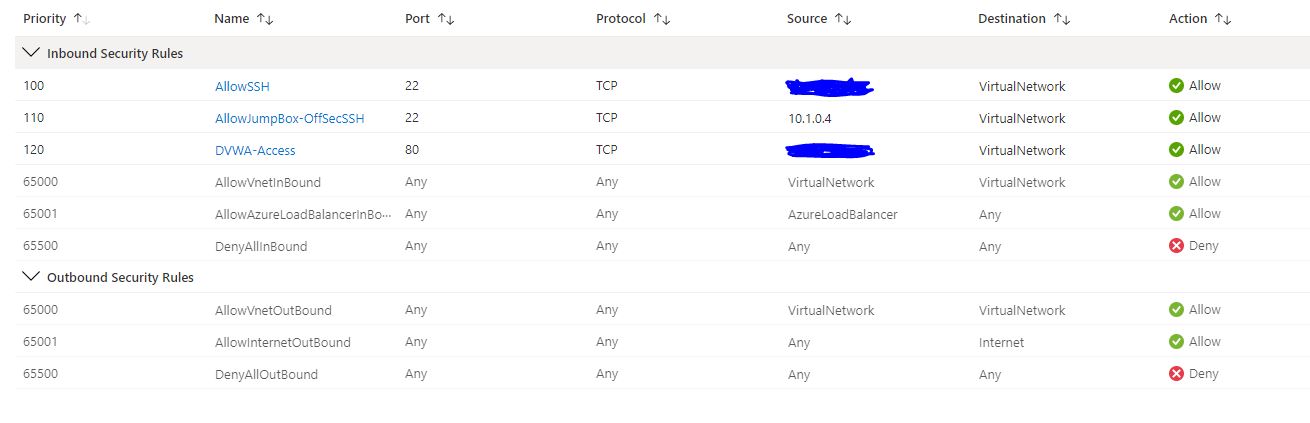 Priority Name Port Protocol Source Destination Action
Inbound Security Rules
100 AllowSSH 22 TCP VirtualNetwork Allow
110 AllowJumpBox-OffSecSSH 22 TCP 10.1.0.4 VirtualNetwork Allow
120 DVWA-Access 80 TCP VirtualNetwork Allow
65000 AllowVnetInBound Any Any VirtualNetwork VirtualNetwork Allow
65001 AllowAzureLoadBalancerInBo... Any Any AzureLoadBalancer Any Allow
65500 DenyAllInBound Any Any Any Any Deny
Outbound Security Rules
65000 AllowVnetOutBound Any Any VirtualNetwork VirtualNetwork Allow
65001 AllowInternetOutBound Any Any Any Internet Allow
65500 DenyAllOutBound Any Any Any Any Deny